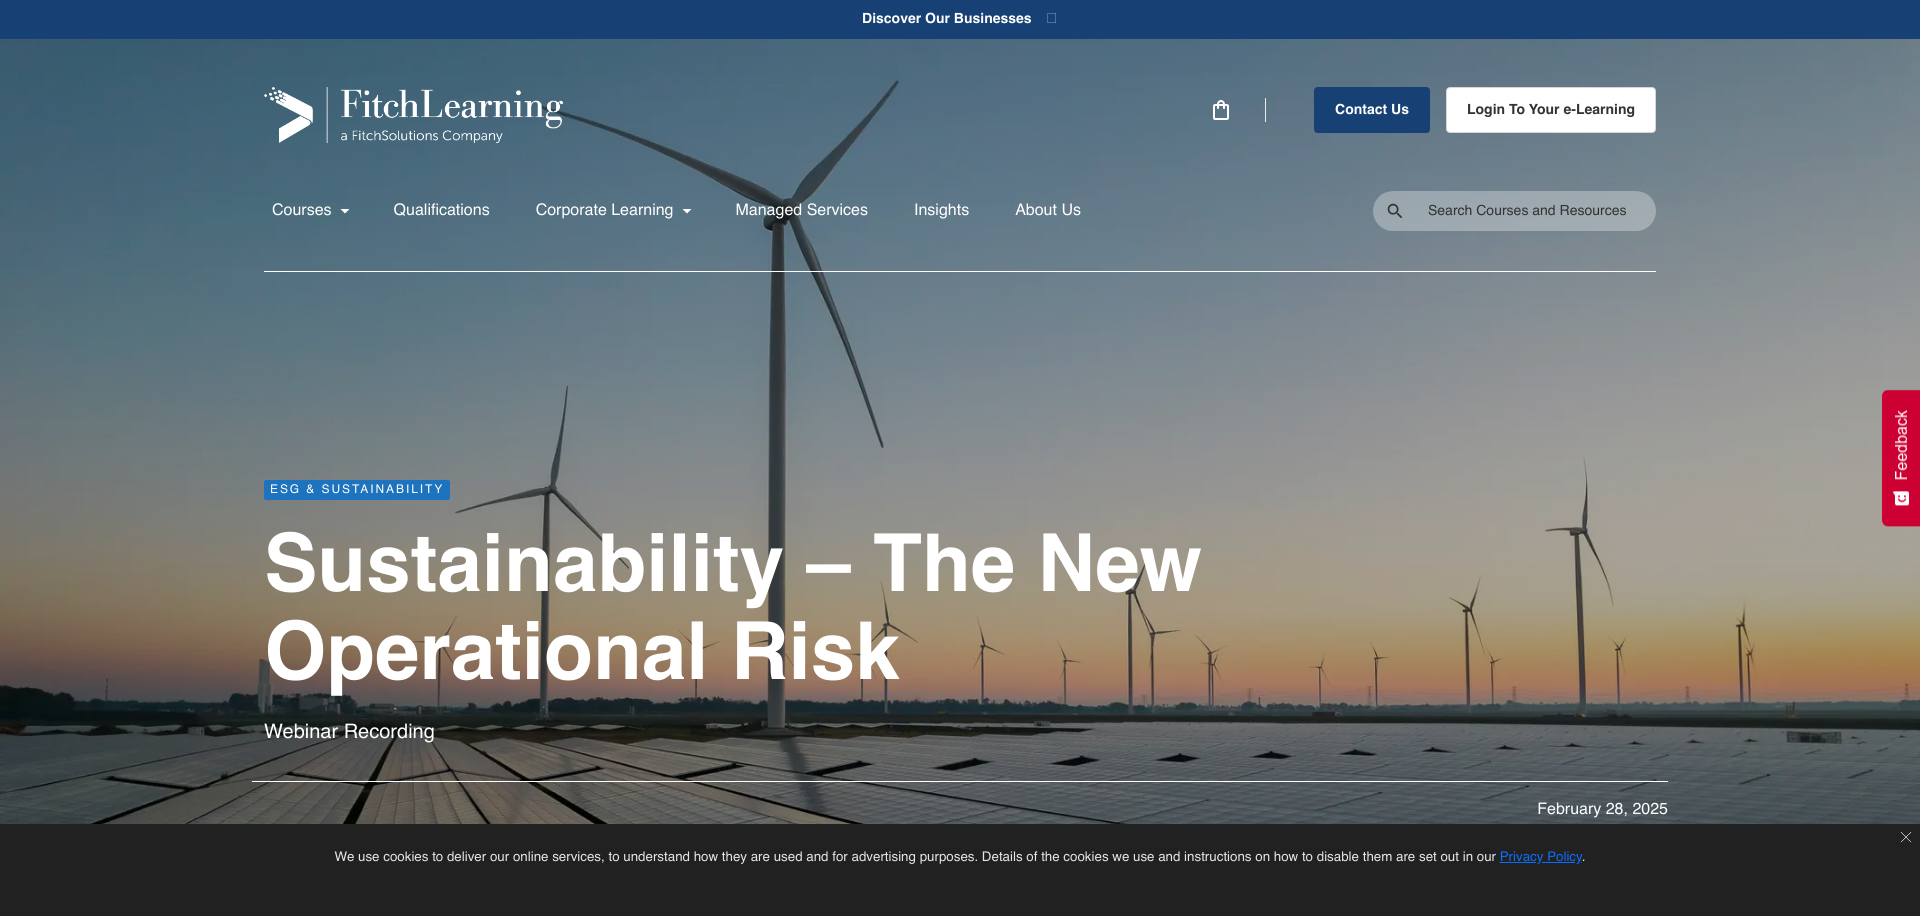 Discover Our Businesses
FitchLearning
a FitchSolutions Company
Contact Us
Login To Your e-Learning
Courses
Qualifications
Corporate Learning
Managed Services
Insights
About Us
Search Courses and Resources
Feedback
ESG & SUSTAINABILITY
Sustainability – The New
Operational Risk
Webinar Recording
February 28, 2025
We use cookies to deliver our online services, to understand how they are used and for advertising purposes. Details of the cookies we use and instructions on how to disable them are set out in our Privacy Policy.